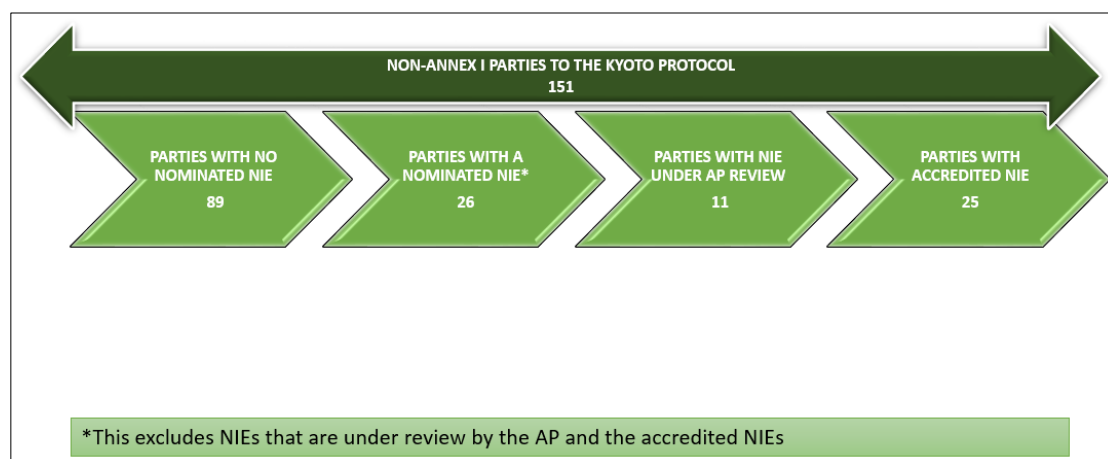 NON-ANNEX I PARTIES TO THE KYOTO PROTOCOL
151
PARTIES WITH NO
NOMINATED NIE
89
PARTIES WITH A
NOMINATED NIE*
26
PARTIES WITH NIE
UNDER AP REVIEW
11
PARTIES WITH
ACCREDITED NIE
25
*This excludes NIEs that are under review by the AP and the accredited NIEs